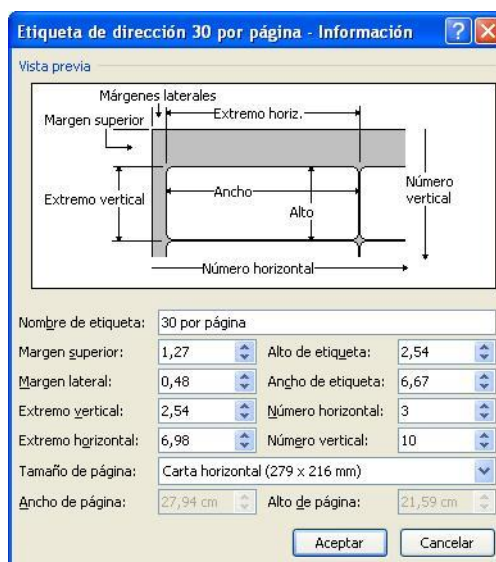 Etiqueta de dirección 30 por página - Información
Vista previa
Márgenes laterales
Margen superior
Extremo horiz.
Extremo vertical
Ancho
Alto
Número vertical
Número horizontal
Nombre de etiqueta: 30 por página
Margen superior: 1,27 Alto de etiqueta: 2,54
Margen lateral: 0,48 Ancho de etiqueta: 6,67
Extremo vertical: 2,54 Número horizontal: 3
Extremo horizontal: 6,98 Número vertical: 10
Tamaño de página: Carta horizontal (279 x 216 mm)
Ancho de página: 27,94 cm Alto de página: 21,59 cm
Aceptar Cancelar